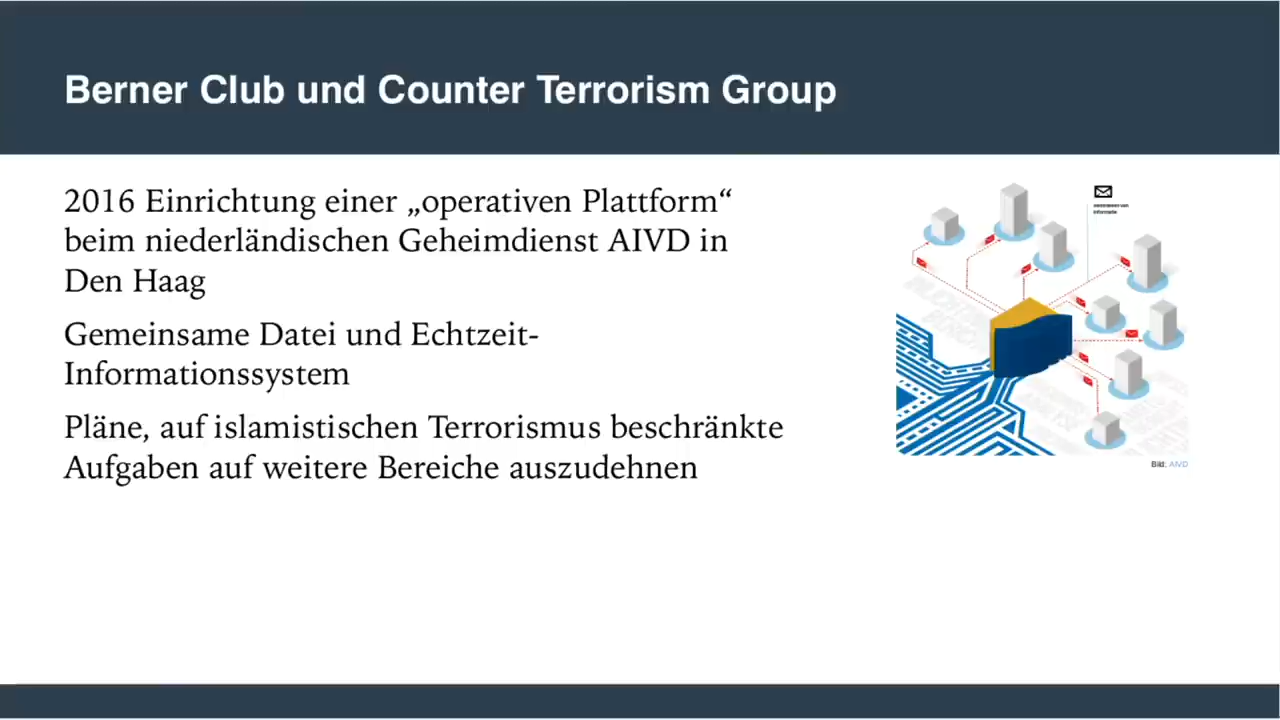 Berner Club und Counter Terrorism Group
2016 Einrichtung einer „operativen Plattform“
beim niederländischen Geheimdienst AIVD in
Den Haag
Gemeinsame Datei und Echtzeit-
Informationssystem
Pläne, auf islamistischen Terrorismus beschränkte
Aufgaben auf weitere Bereiche auszudehnen
informatie
Bild: AIVD